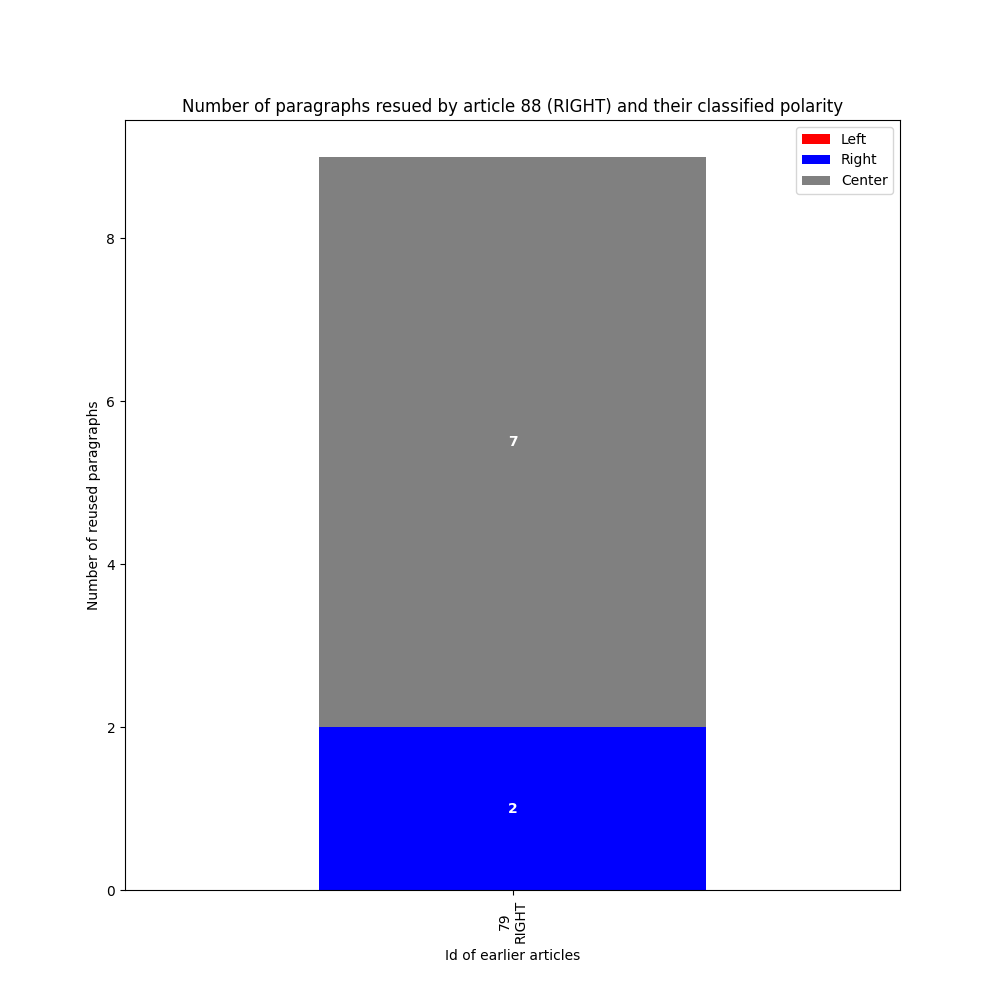 Number of paragraphs resued by article 88 (RIGHT) and their classified polarity
Left
Right
Center
8
6
4
2
0
Number of reused paragraphs
7
2
79
RIGHT
Id of earlier articles